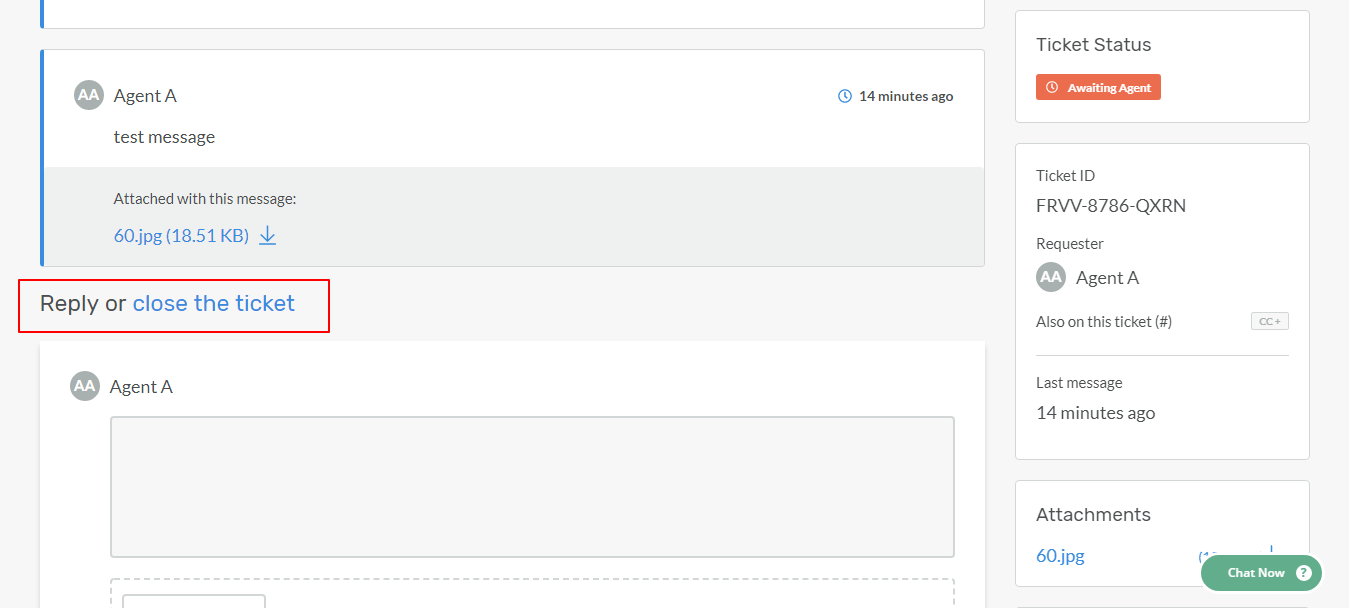 AA Agent A
14 minutes ago
test message
Attached with this message:
60.jpg (18.51 KB)
Reply or close the ticket
AA Agent A
Ticket Status
Awaiting Agent
Ticket ID
FRVV-8786-QXRN
Requester
AA Agent A
Also on this ticket (#)
CC +
Last message
14 minutes ago
Attachments
60.jpg
Chat Now ?